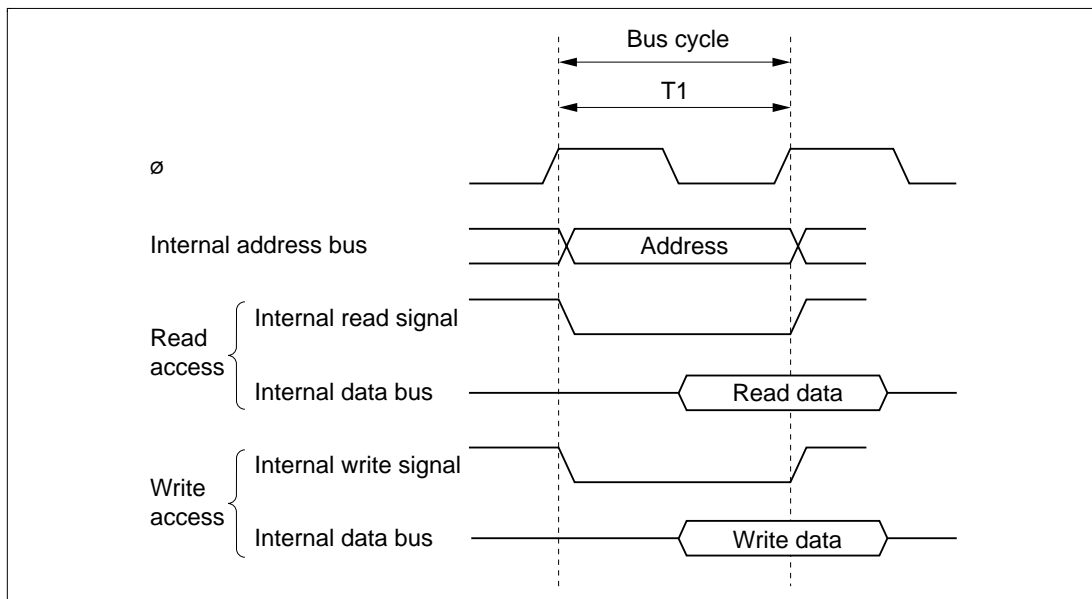 Bus cycle
T1
ø
Internal address bus
Address
Read
access
Internal read signal
Internal data bus
Read data
Write
access
Internal write signal
Internal data bus
Write data